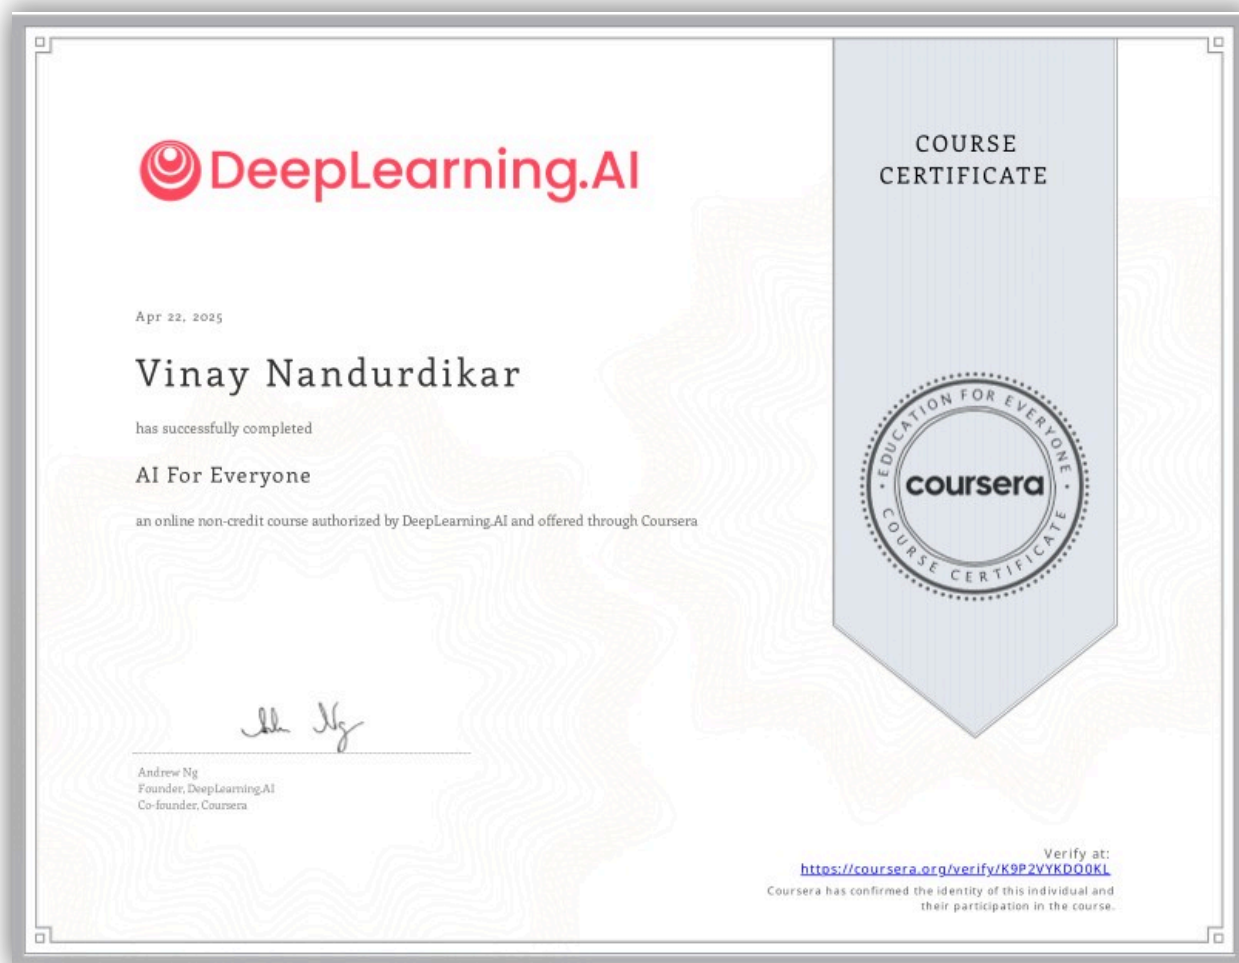 DeepLearning.AI
COURSE
CERTIFICATE
Apr 22, 2025
Vinay Nandurdikar
has successfully completed
AI For Everyone
an online non-credit course authorized by DeepLearning.AI and offered through Coursera
EDUCATION FOR EVERYONE
coursera
COURSE CERTIFICATE
Andrew Ng
Founder, DeepLearning.AI
Co-founder, Coursera
Verify at:
https://coursera.org/verify/K9P2VYKDO0KL
Coursera has confirmed the identity of this individual and
their participation in the course.